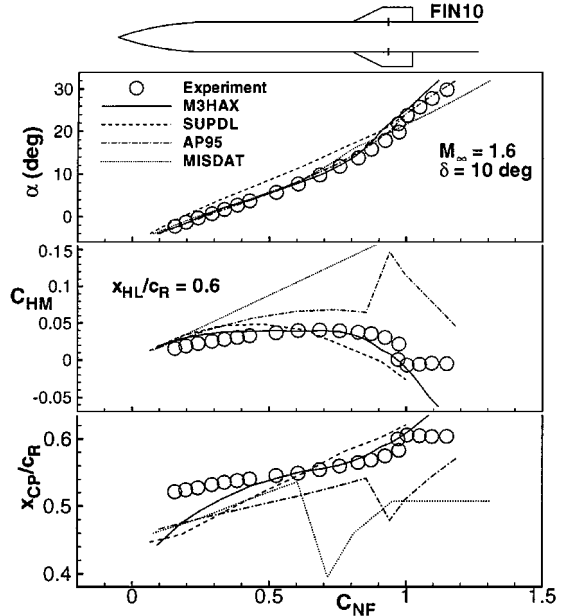 FIN10
30
20
10
0
α (deg)
Experiment
M3HAX
SUPDL
AP95
MISDAT
M∞ = 1.6
δ = 10 deg
0.15
0.10
0.05
0
-0.05
CHM
xHL/cR = 0.6
0.6
0.5
0.4
xCP/cR
0 0.5 1.0 1.5
CNF